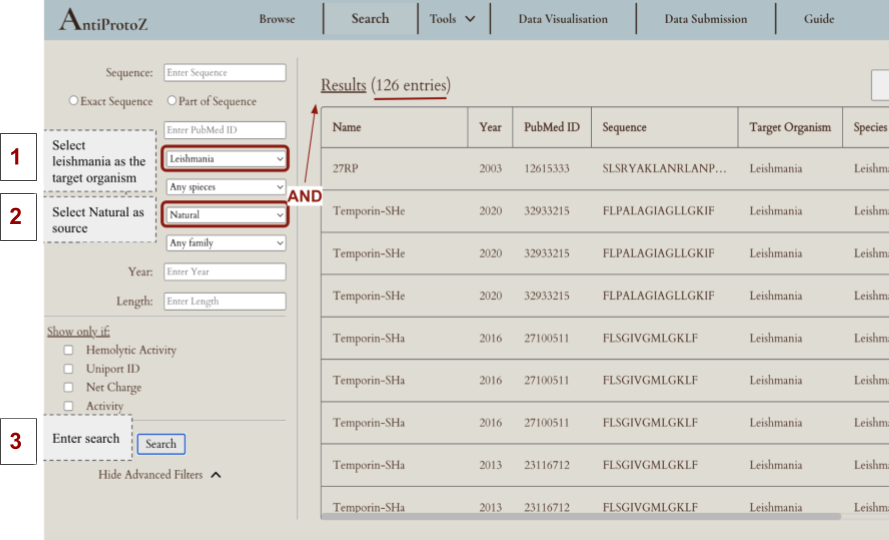 AntiProtoZ
Browse
Search
Tools
Data Visualisation
Data Submission
Guide
Sequence: Enter Sequence
Exact Sequence Part of Sequence
Enter PubMed ID
1
Select
leishmania as the
target organism
Leishmania
Any spieces
2
Select Natural as
source
Natural
AND
Any family
Year: Enter Year
Length: Enter Length
Show only if:
Hemolytic Activity
Uniport ID
Net Charge
Activity
3
Enter search
Search
Hide Advanced Filters
Results (126 entries)
Name Year PubMed ID Sequence Target Organism Species
27RP 2003 12615333 SLSRYAKLANRLANP... Leishmania Leishm
Temporin-SHe 2020 32933215 FLPALAGIAGLLGKIF Leishmania Leishm
Temporin-SHe 2020 32933215 FLPALAGIAGLLGKIF Leishmania Leishm
Temporin-SHe 2020 32933215 FLPALAGIAGLLGKIF Leishmania Leishm
Temporin-SHa 2016 27100511 FLSGIVGMLGKLF Leishmania Leishm
Temporin-SHa 2016 27100511 FLSGIVGMLGKLF Leishmania Leishm
Temporin-SHa 2016 27100511 FLSGIVGMLGKLF Leishmania Leishm
Temporin-SHa 2013 23116712 FLSGIVGMLGKLF Leishmania Leishm
Temporin-SHa 2013 23116712 FLSGIVGMLGKLF Leishmania Leishm